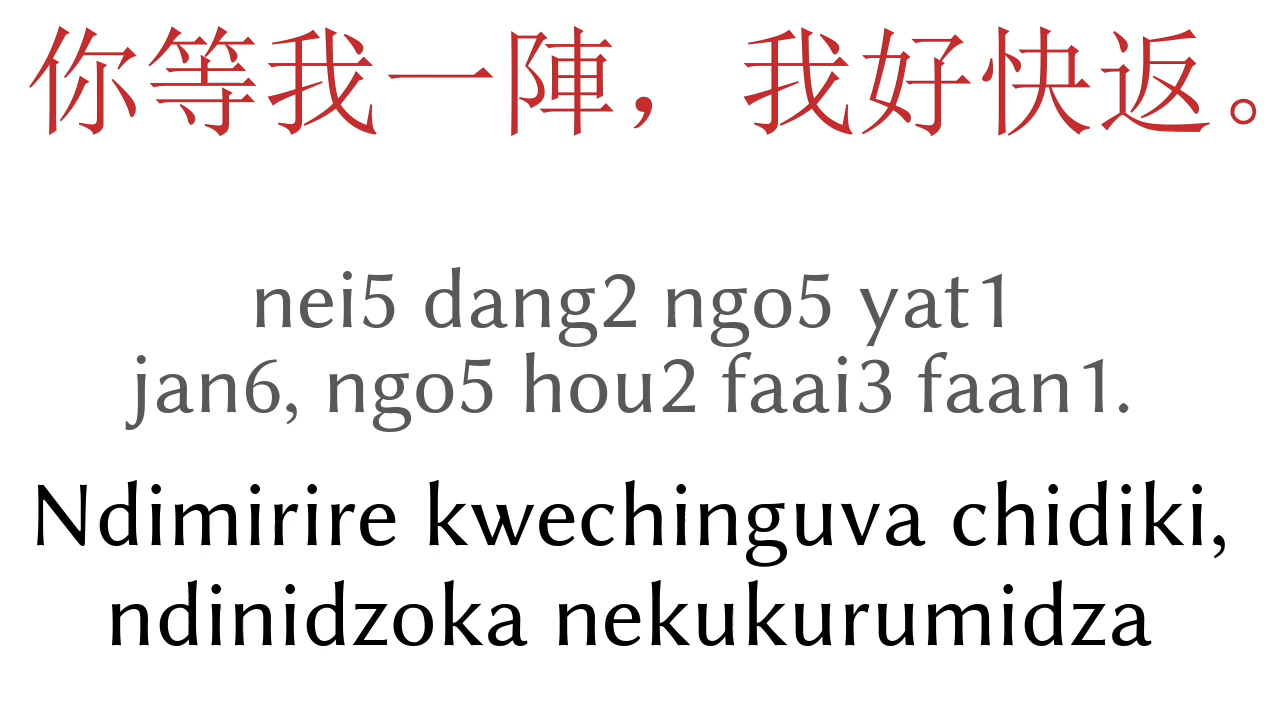 你等我一陣，我好快返。
nei5 dang2 ngo5 yat1
jan6, ngo5 hou2 faai3 faan1.
Ndimirire kwechinguva chidiki,
ndinidzoka nekukurumidza